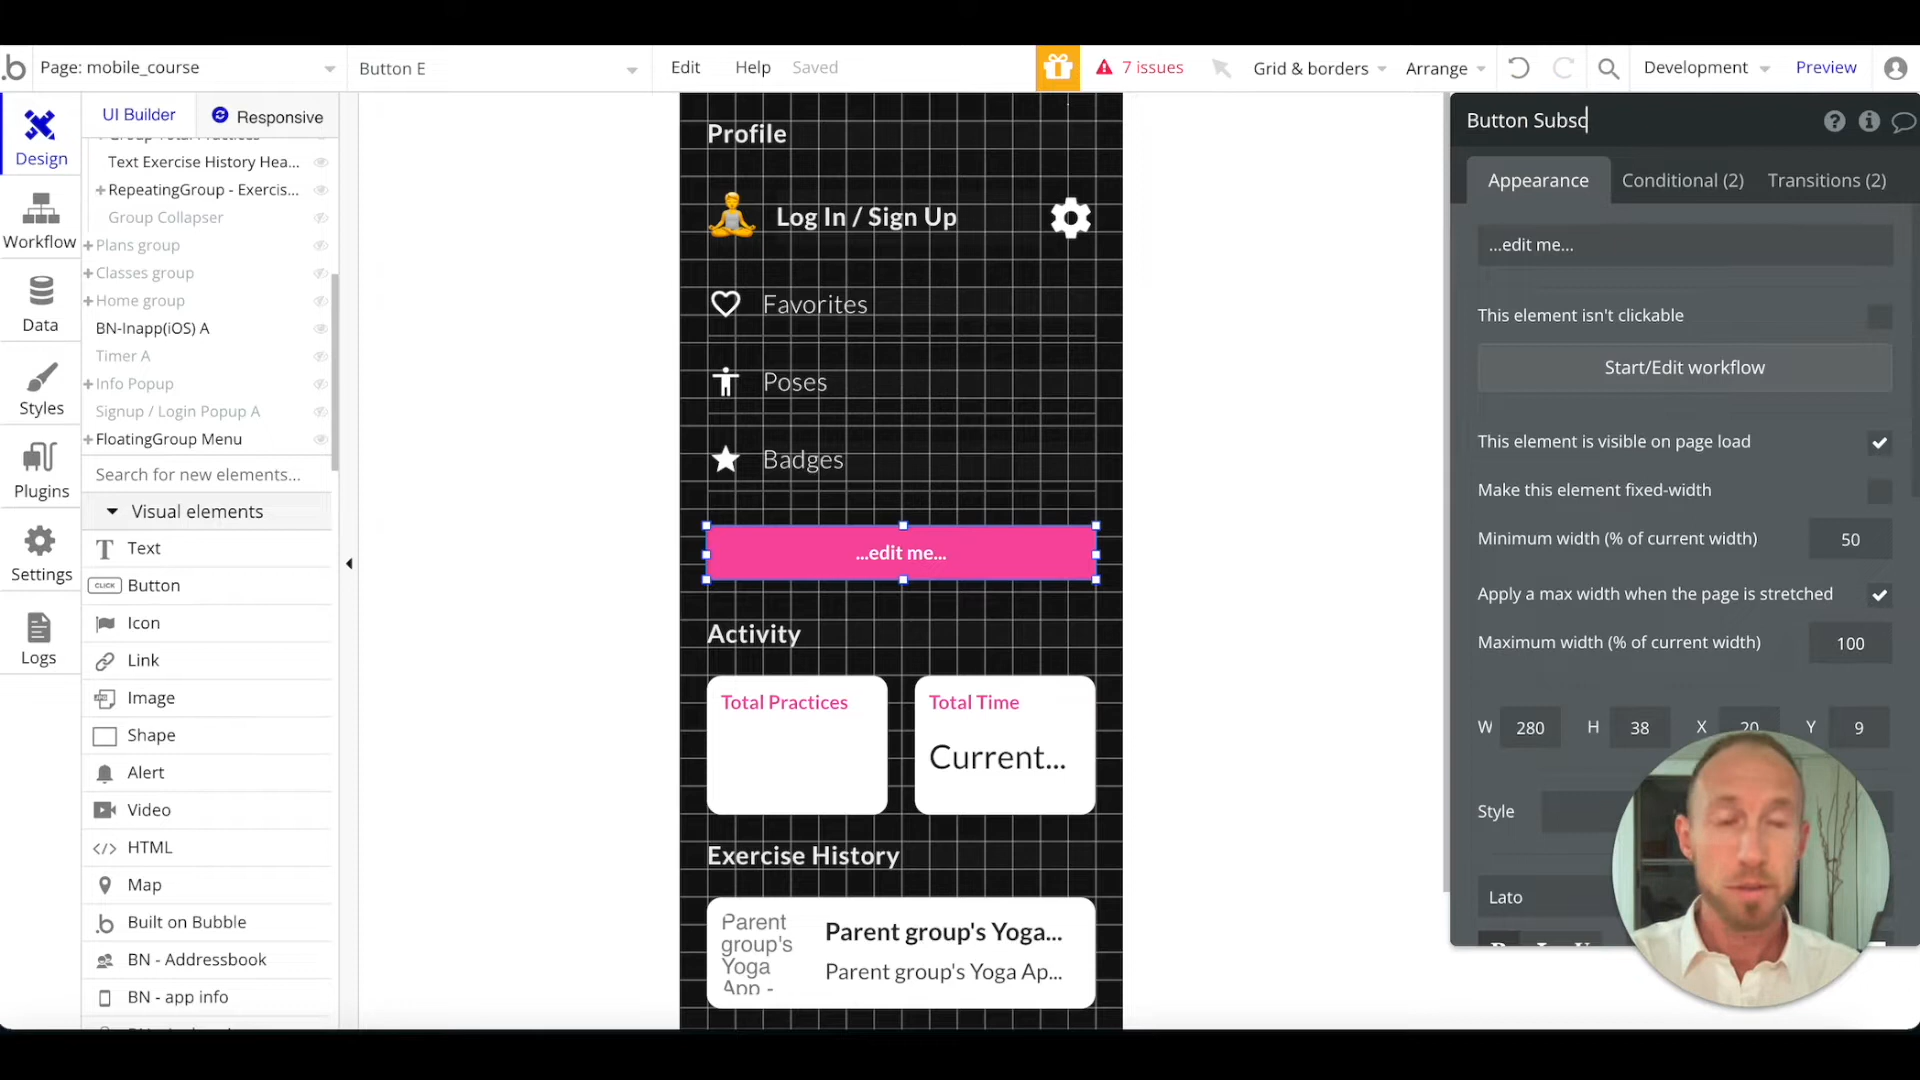 b
Page: mobile_course
Button E
Edit
Help
Saved
7 issues
Grid & borders
Arrange
Development
Preview
UI Builder
Responsive
Design
Workflow
Data
Styles
Plugins
Settings
Logs
Group Total Practices
Text Exercise History Hea...
RepeatingGroup - Exercis...
Group Collapser
Plans group
Classes group
Home group
BN-Inapp(iOS) A
Timer A
Info Popup
Signup / Login Popup A
FloatingGroup Menu
Search for new elements...
Visual elements
T Text
CLICK Button
Icon
Link
Image
Shape
Alert
Video
</> HTML
Map
b Built on Bubble
BN - Addressbook
BN - app info
Profile
Log In / Sign Up
Favorites
Poses
Badges
...edit me...
Activity
Total Practices
Total Time
Current...
Exercise History
Parent
group's
Yoga
App -
Parent group's Yoga...
Parent group's Yoga Ap...
Button Subsc
Appearance
Conditional (2)
Transitions (2)
...edit me...
This element isn't clickable
Start/Edit workflow
This element is visible on page load
Make this element fixed-width
Minimum width (% of current width) 50
Apply a max width when the page is stretched
Maximum width (% of current width) 100
W 280 H 38 X 20 Y 9
Style
Lato